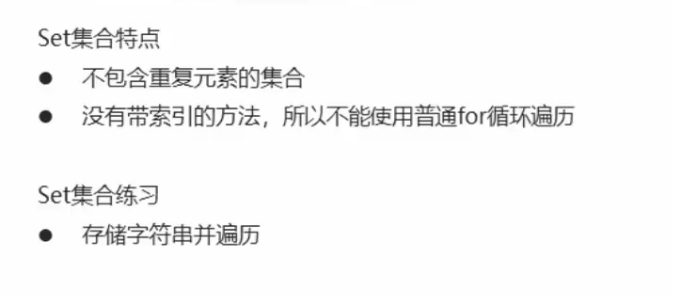 Set集合特点
● 不包含重复元素的集合
● 没有带索引的方法，所以不能使用普通for循环遍历
Set集合练习
● 存储字符串并遍历